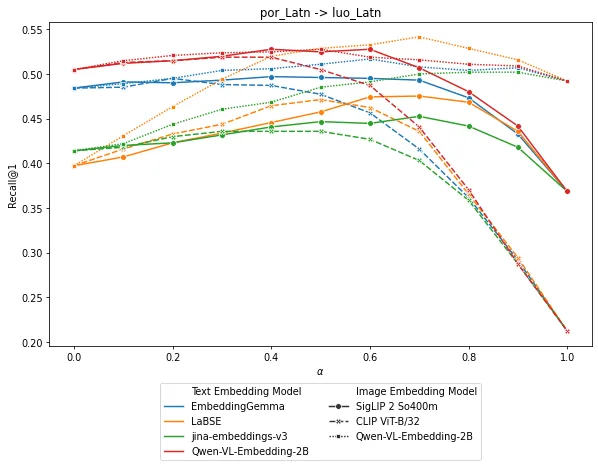 por_Latn -> luo_Latn
0.55
0.50
0.45
0.40
0.35
0.30
0.25
0.20
Recall@1
0.0 0.2 0.4 0.6 0.8 1.0
α
Text Embedding Model Image Embedding Model
EmbeddingGemma SigLIP 2 So400m
LaBSE CLIP ViT-B/32
jina-embeddings-v3 Qwen-VL-Embedding-2B
Qwen-VL-Embedding-2B